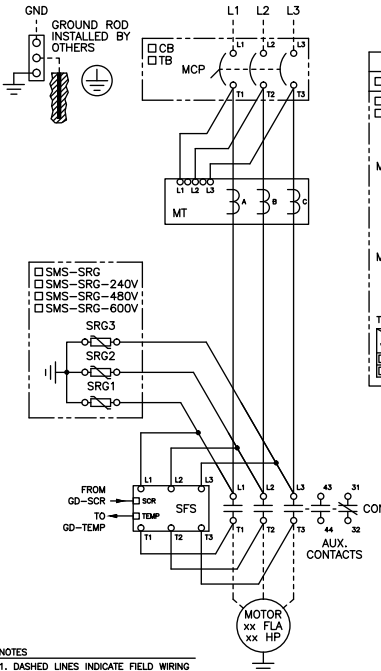 GND
L1 L2 L3
GROUND ROD
INSTALLED BY
OTHERS
CB
TB
MCP
L1 L2 L3
T1 T2 T3
L1 L2 L3
MT
A B C
SMS-SRG
SMS-SRG-240V
SMS-SRG-480V
SMS-SRG-600V
SRG3
SRG2
SRG1
L1 L2 L3
FROM
GD-SCR
SCR
TO
GD-TEMP
TEMP
SFS
T1 T2 T3
L1 L2 L3
T1 T2 T3
43 31
44 32
AUX.
CONTACTS
MOTOR
xx FLA
xx HP
NOTES
1. DASHED LINES INDICATE FIELD WIRING